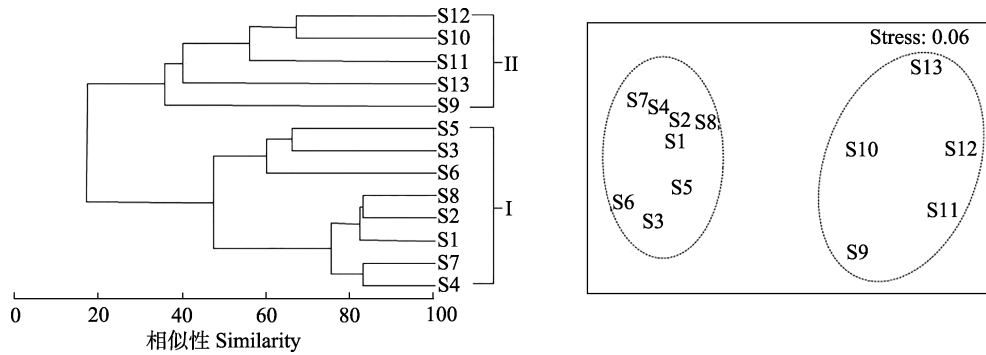 S12
S10
S11
S13
S9
II
S5
S3
S6
S8
S2
S1
S7
S4
I
0 20 40 60 80 100
相似性 Similarity
Stress: 0.06
S13
S7
S4
S2
S8
S1
S10
S12
S5
S6
S3
S11
S9